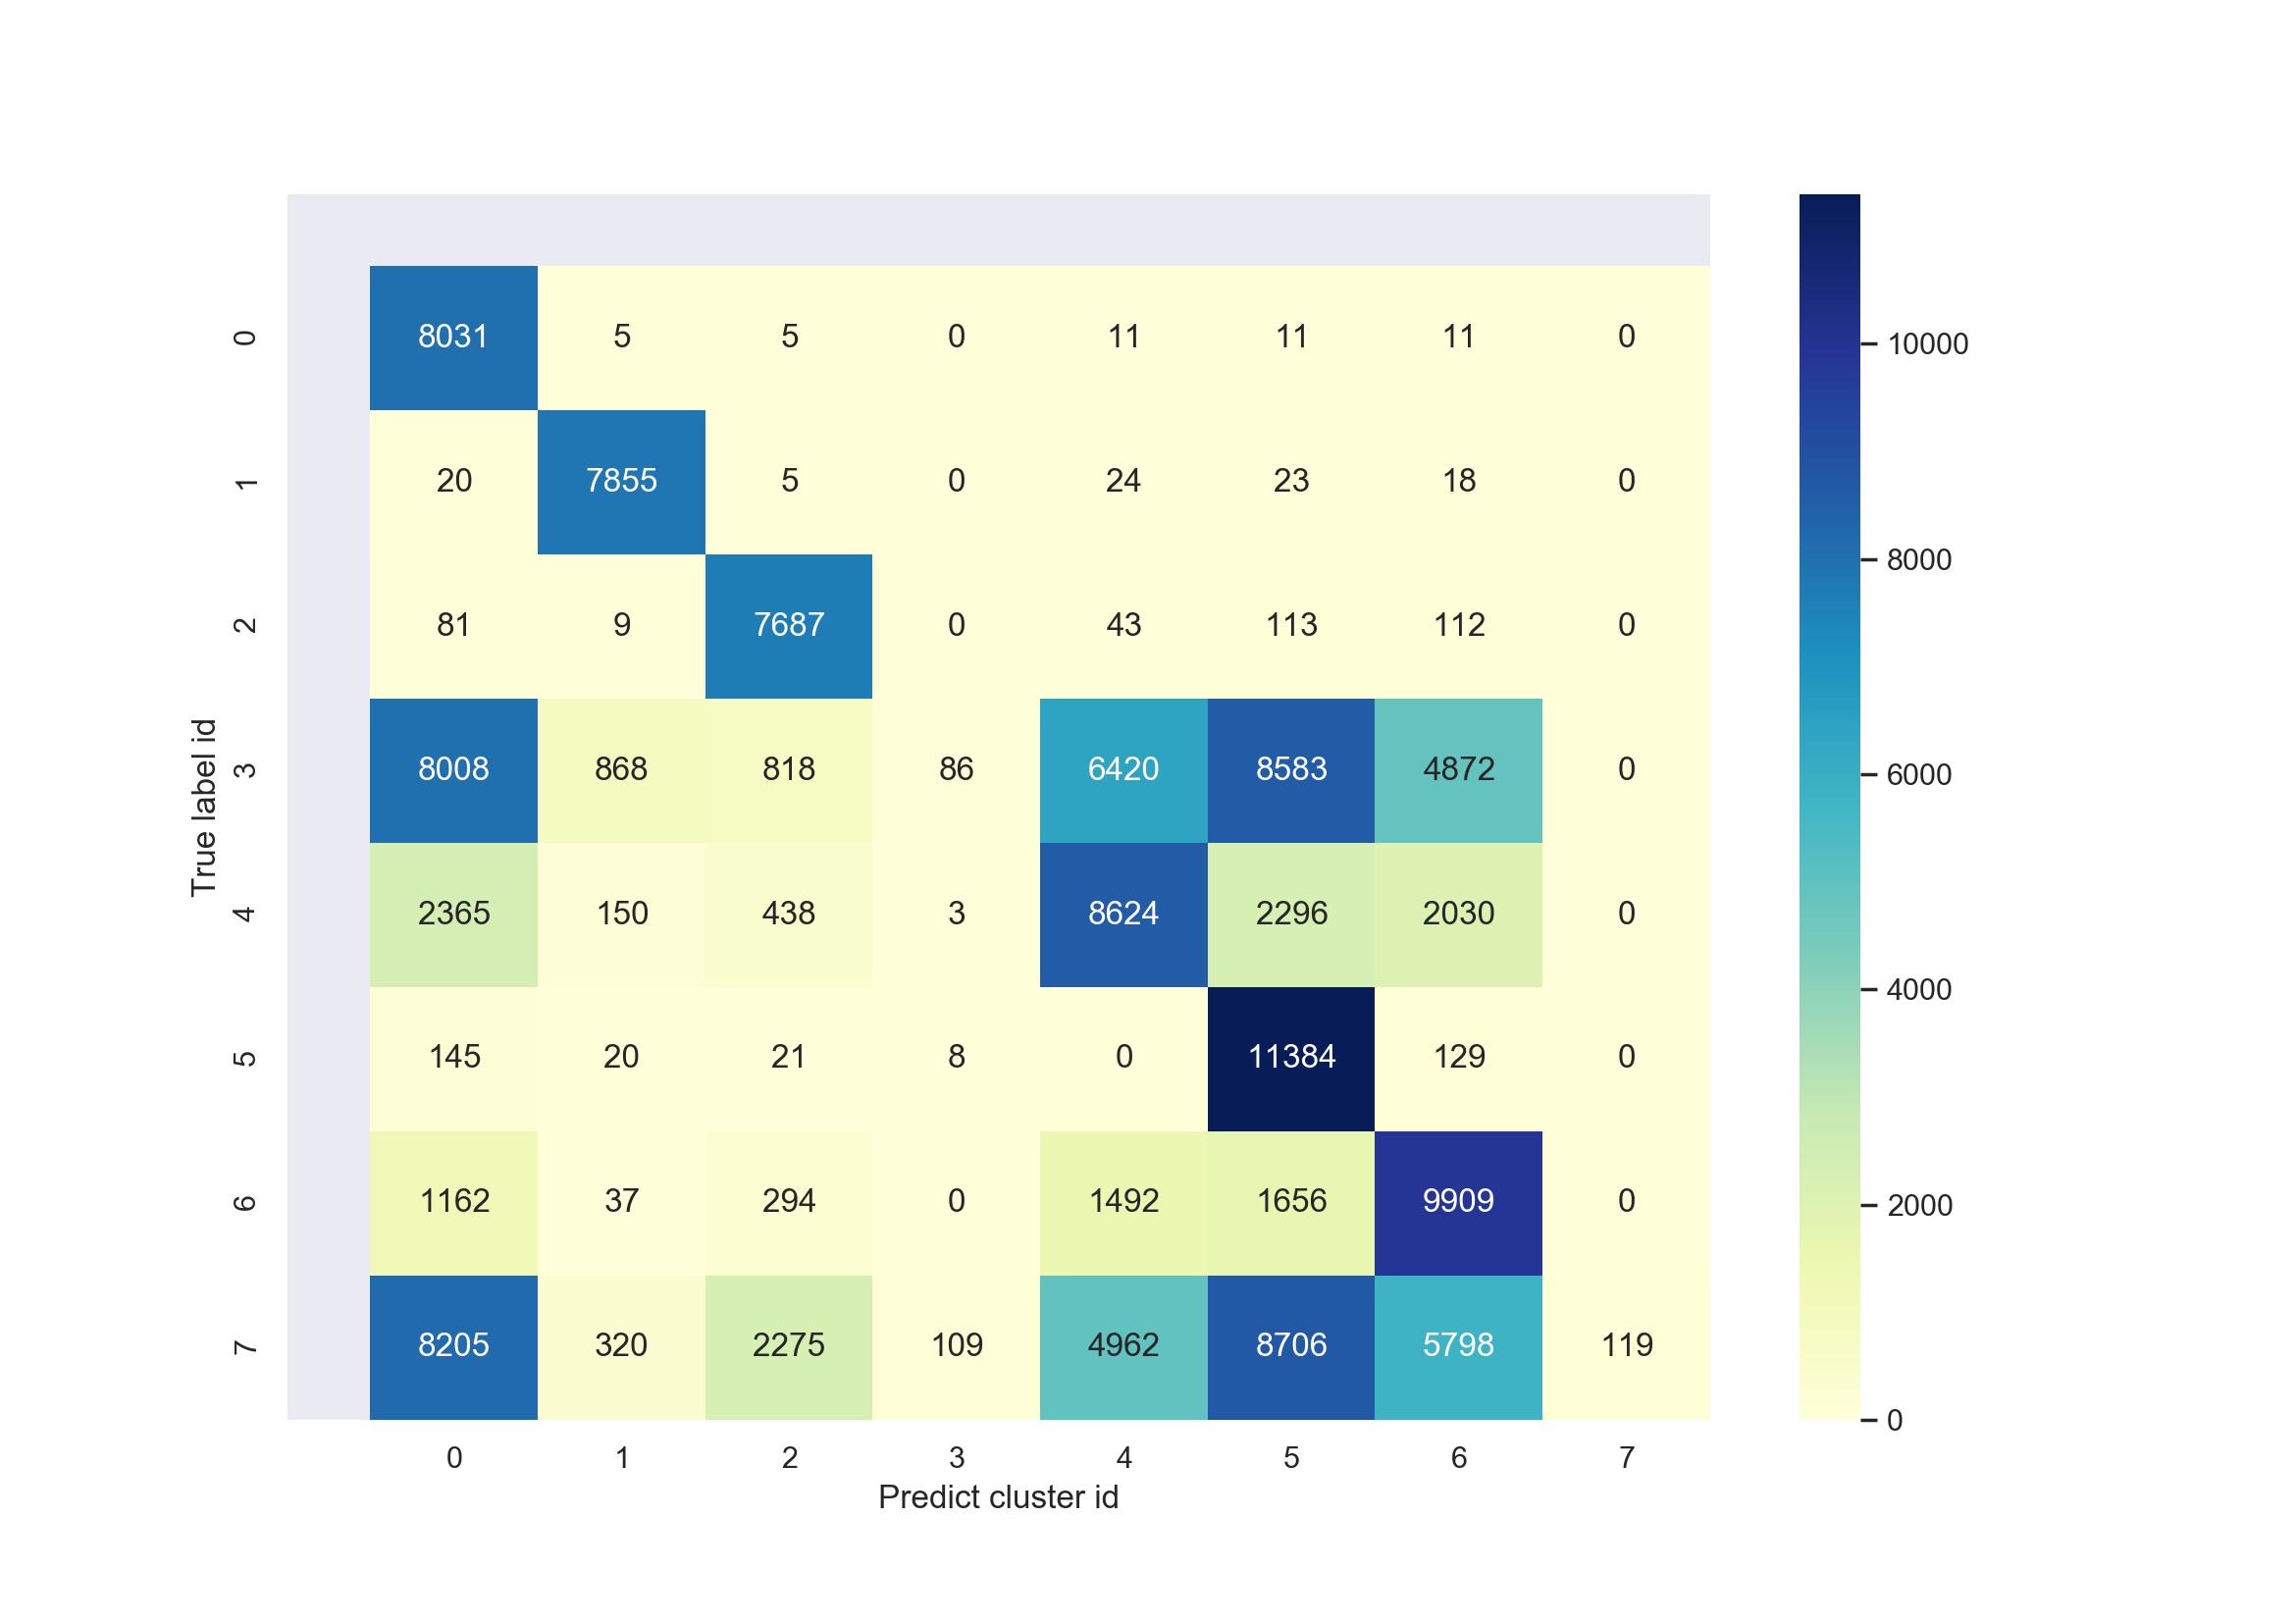 0 8031 5 5 0 11 11 11 0
1 20 7855 5 0 24 23 18 0
2 81 9 7687 0 43 113 112 0
3 8008 868 818 86 6420 8583 4872 0
4 2365 150 438 3 8624 2296 2030 0
5 145 20 21 8 0 11384 129 0
6 1162 37 294 0 1492 1656 9909 0
7 8205 320 2275 109 4962 8706 5798 119
0 1 2 3 4 5 6 7
Predict cluster id
True label id
10000
8000
6000
4000
2000
0